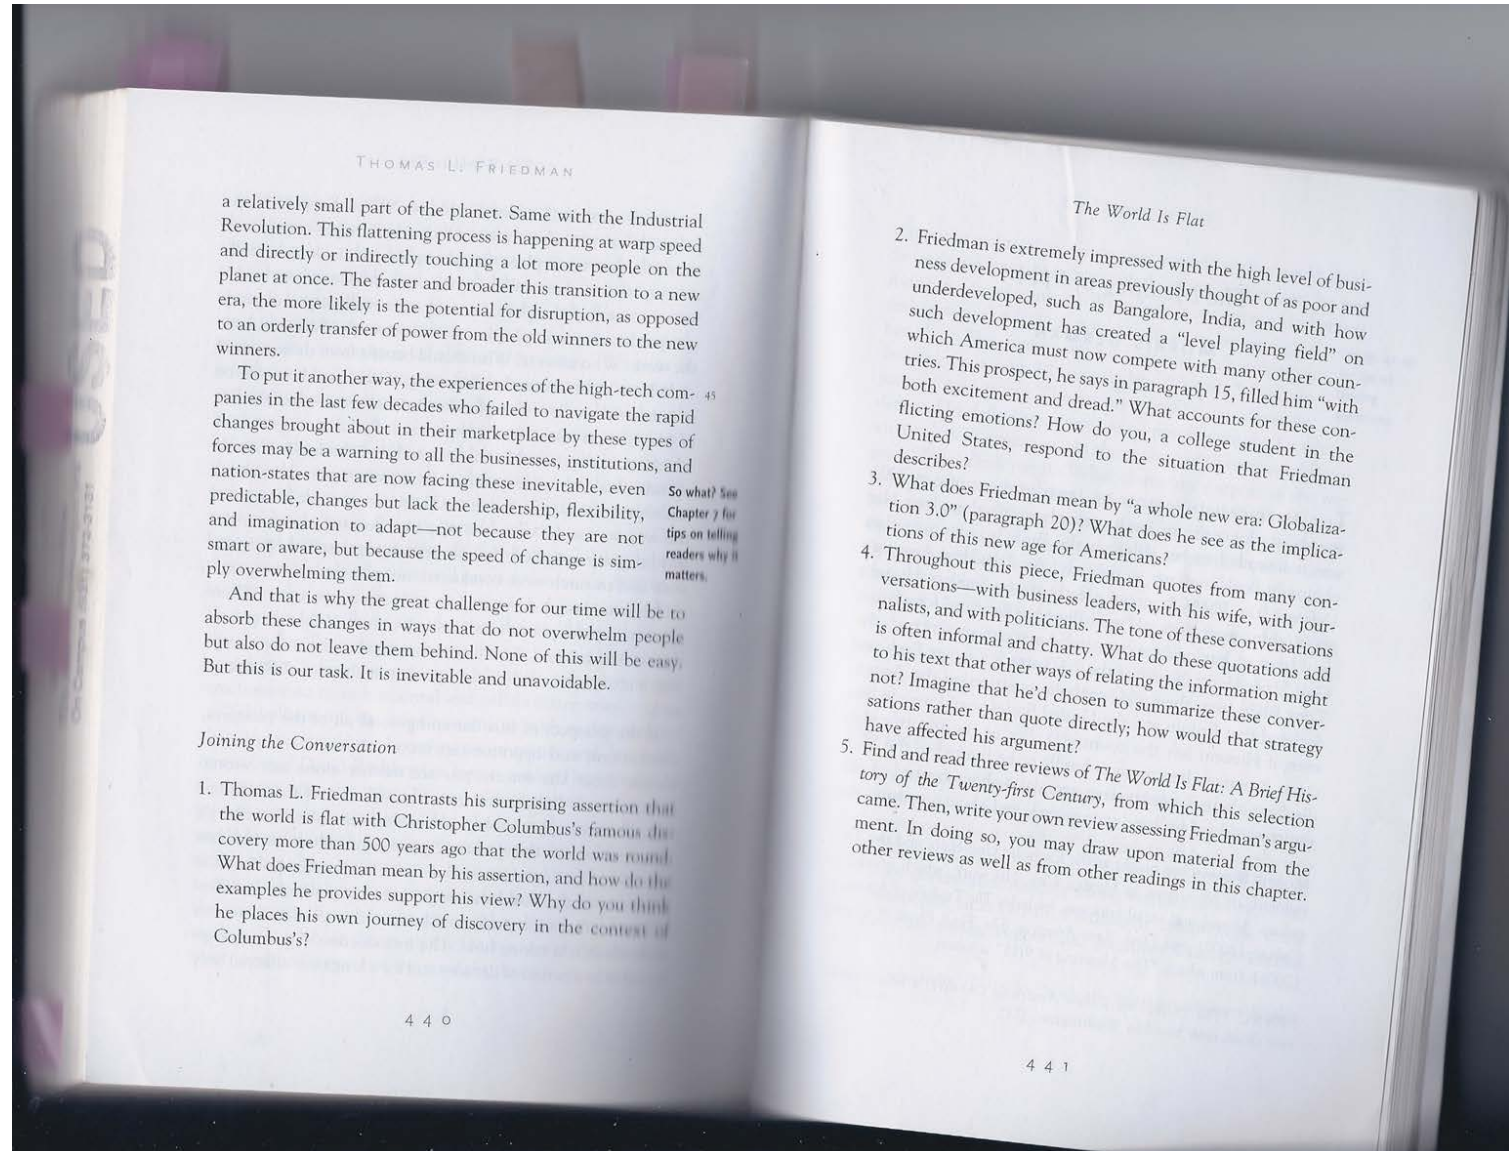 THOMAS L. FRIEDMAN
a relatively small part of the planet. Same with the Industrial
Revolution. This flattening process is happening at warp speed
and directly or indirectly touching a lot more people on the
planet at once. The faster and broader this transition to a new
era, the more likely is the potential for disruption, as opposed
to an orderly transfer of power from the old winners to the new
winners.
To put it another way, the experiences of the high-tech com- 45
panies in the last few decades who failed to navigate the rapid
changes brought about in their marketplace by these types of
forces may be a warning to all the businesses, institutions, and
nation-states that are now facing these inevitable, even
predictable, changes but lack the leadership, flexibility,
and imagination to adapt—not because they are not
smart or aware, but because the speed of change is sim-
ply overwhelming them.
So what? See
Chapter 7 for
tips on telling
readers why it
matters.
And that is why the great challenge for our time will be to
absorb these changes in ways that do not overwhelm people
but also do not leave them behind. None of this will be easy.
But this is our task. It is inevitable and unavoidable.
Joining the Conversation
1. Thomas L. Friedman contrasts his surprising assertion that
the world is flat with Christopher Columbus's famous dis-
covery more than 500 years ago that the world was round.
What does Friedman mean by his assertion, and how do the
examples he provides support his view? Why do you think
he places his own journey of discovery in the context of
Columbus's?
440
The World Is Flat
2. Friedman is extremely impressed with the high level of busi-
ness development in areas previously thought of as poor and
underdeveloped, such as Bangalore, India, and with how
such development has created a "level playing field" on
which America must now compete with many other coun-
tries. This prospect, he says in paragraph 15, filled him "with
both excitement and dread." What accounts for these con-
flicting emotions? How do you, a college student in the
United States, respond to the situation that Friedman
describes?
3. What does Friedman mean by "a whole new era: Globaliza-
tion 3.0" (paragraph 20)? What does he see as the implica-
tions of this new age for Americans?
4. Throughout this piece, Friedman quotes from many con-
versations—with business leaders, with his wife, with jour-
nalists, and with politicians. The tone of these conversations
is often informal and chatty. What do these quotations add
to his text that other ways of relating the information might
not? Imagine that he'd chosen to summarize these conver-
sations rather than quote directly; how would that strategy
have affected his argument?
5. Find and read three reviews of The World Is Flat: A Brief His-
tory of the Twenty-first Century, from which this selection
came. Then, write your own review assessing Friedman's argu-
ment. In doing so, you may draw upon material from the
other reviews as well as from other readings in this chapter.
441
USED
On Campus